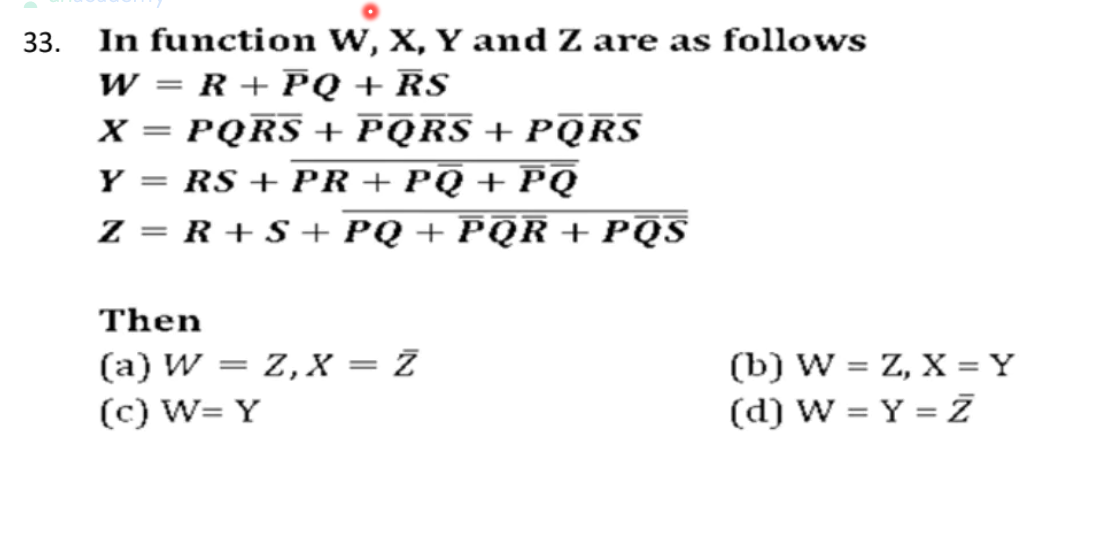 33. In function W, X, Y and Z are as follows
W = R + P̅Q + R̅S
X = PQR̅S̅ + P̅Q̅R̅S̅ + PQ̅R̅S̅
Y = RS + \overline{PR + PQ̅ + P̅Q̅}
Z = R + S + \overline{PQ + P̅Q̅R̅ + PQ̅S̅}
Then
(a) W = Z, X = Z̄ (b) W = Z, X = Y
(c) W= Y (d) W = Y = Z̄